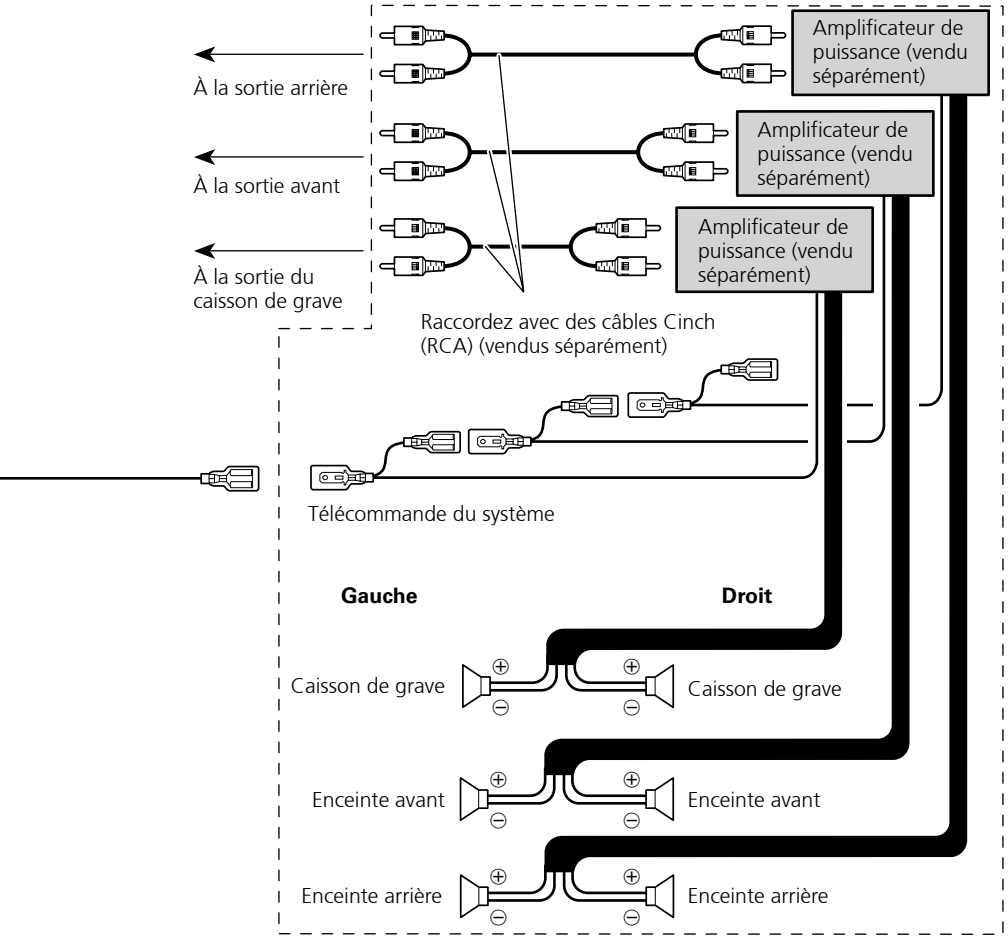 Amplificateur de
puissance (vendu
séparément)
À la sortie arrière
Amplificateur de
puissance (vendu
séparément)
À la sortie avant
Amplificateur de
puissance (vendu
séparément)
À la sortie du
caisson de grave
Raccordez avec des câbles Cinch
(RCA) (vendus séparément)
Télécommande du système
Gauche
Droit
+
+
Caisson de grave
Caisson de grave
−
−
+
+
Enceinte avant
Enceinte avant
−
−
+
+
Enceinte arrière
Enceinte arrière
−
−